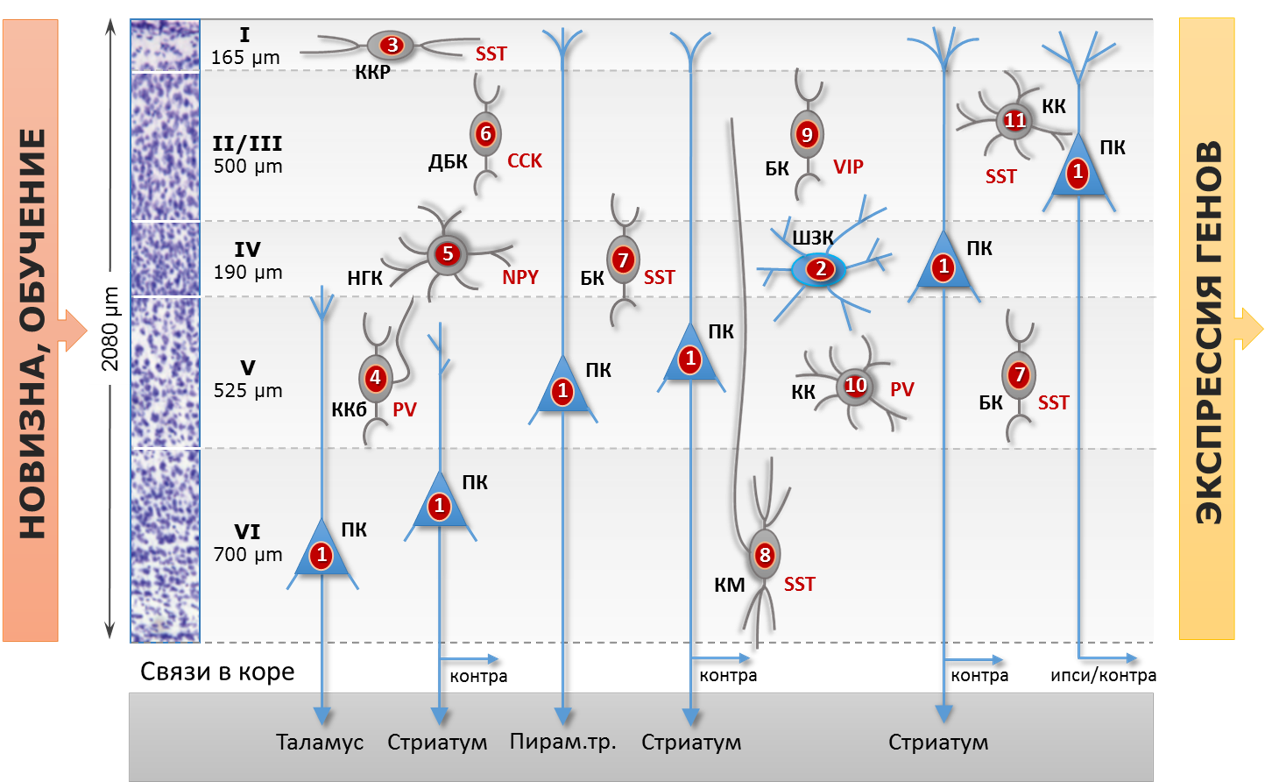 НОВИЗНА, ОБУЧЕНИЕ
2080 µm
I
165 µm
3
SST
ККР
II/III
500 µm
6
ДБК
CCK
9
БК
VIP
11
КК
SST
ПК
1
IV
190 µm
5
НГК
NPY
7
БК
SST
ШЗК
2
ПК
1
V
525 µm
4
ККб
PV
ПК
1
ПК
1
10
КК
PV
7
БК
SST
VI
700 µm
ПК
1
ПК
1
8
КМ
SST
Связи в коре
контра
контра
контра
ипси/контра
Таламус
Стриатум
Пирам.тр.
Стриатум
Стриатум
ЭКСПРЕССИЯ ГЕНОВ